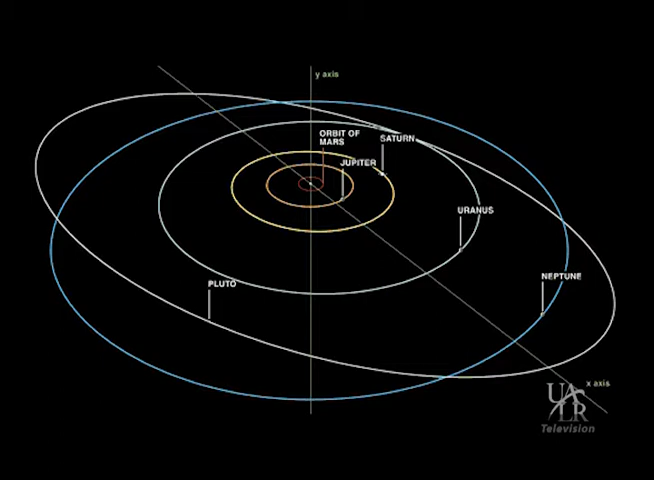 y axis
ORBIT OF
MARS
SATURN
JUPITER
URANUS
NEPTUNE
PLUTO
x axis
UALR
Television